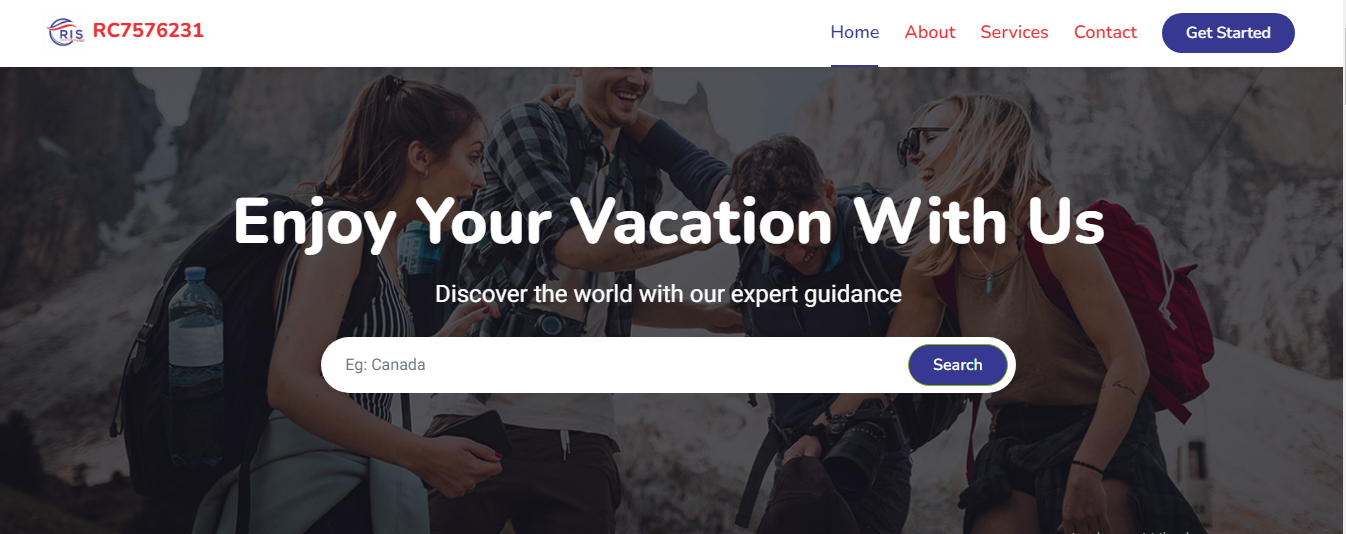 RIS RC7576231
Home About Services Contact Get Started
Enjoy Your Vacation With Us
Discover the world with our expert guidance
Eg: Canada Search